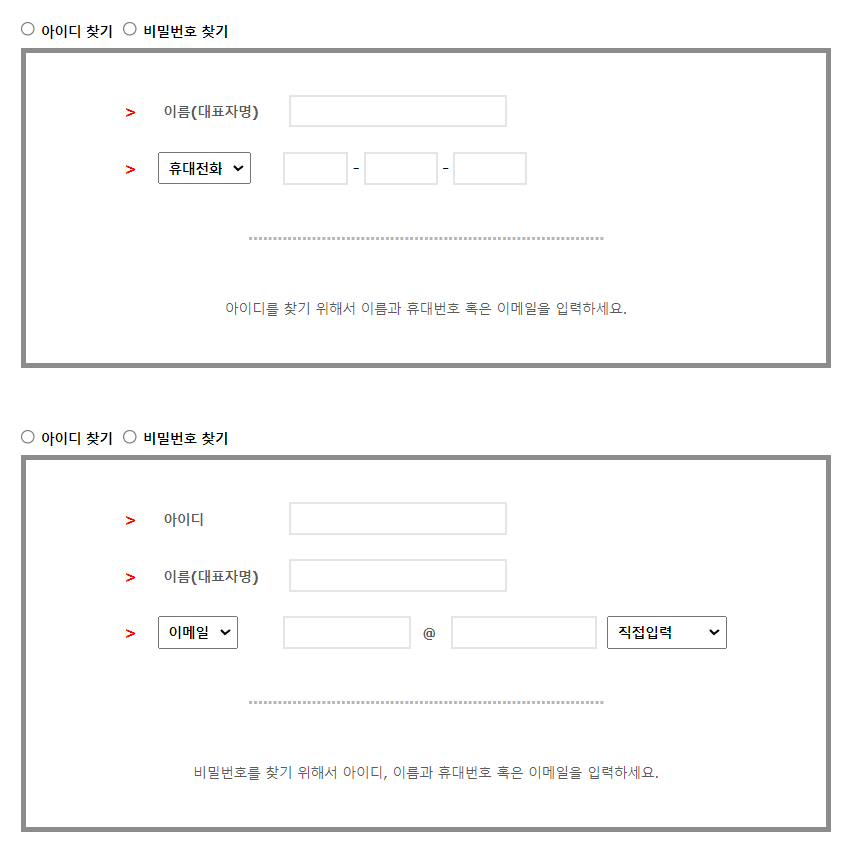 아이디 찾기 비밀번호 찾기
> 이름(대표자명)
> 휴대전화 - -
아이디를 찾기 위해서 이름과 휴대번호 혹은 이메일을 입력하세요.
아이디 찾기 비밀번호 찾기
> 아이디
> 이름(대표자명)
> 이메일 @ 직접입력
비밀번호를 찾기 위해서 아이디, 이름과 휴대번호 혹은 이메일을 입력하세요.